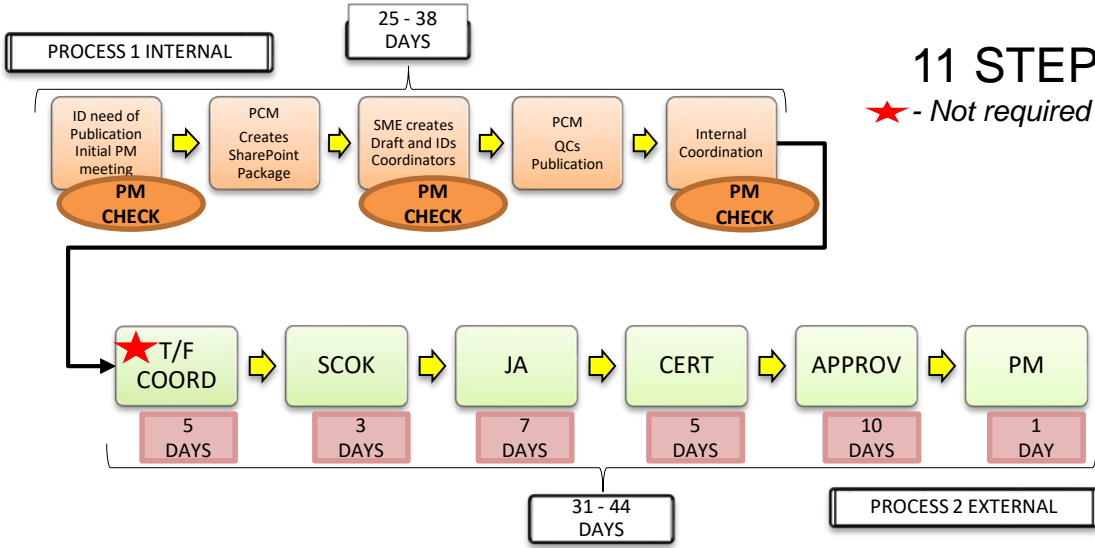 25 - 38
DAYS
PROCESS 1 INTERNAL
11 STEP
- Not required
ID need of
Publication
Initial PM
meeting
PM
CHECK
PCM
Creates
SharePoint
Package
SME creates
Draft and IDs
Coordinators
PM
CHECK
PCM
QCs
Publication
Internal
Coordination
PM
CHECK
T/F
COORD
SCOK
JA
CERT
APPROV
PM
5
DAYS
3
DAYS
7
DAYS
5
DAYS
10
DAYS
1
DAY
31 - 44
DAYS
PROCESS 2 EXTERNAL